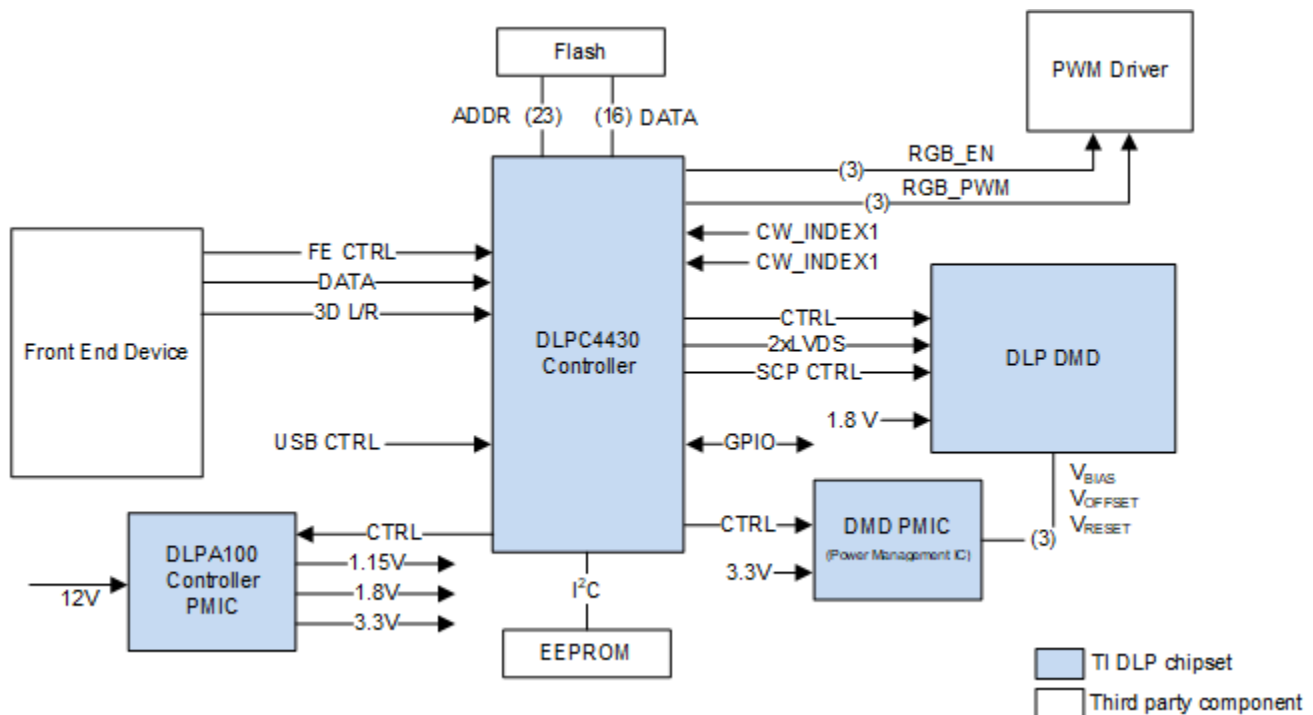 Flash
PWM Driver
ADDR (23) (16) DATA
RGB_EN
(3)
RGB_PWM
(3)
CW_INDEX1
CW_INDEX1
Front End Device
FE CTRL
DATA
3D L/R
DLPC4430
Controller
CTRL
2xLVDS
SCP CTRL
1.8 V
DLP DMD
USB CTRL
GPIO
V_BIAS
V_OFFSET
V_RESET
(3)
CTRL
DMD PMIC
(Power Management IC)
3.3V
CTRL
DLPA100
Controller
PMIC
12V
1.15V
1.8V
3.3V
I²C
EEPROM
TI DLP chipset
Third party component